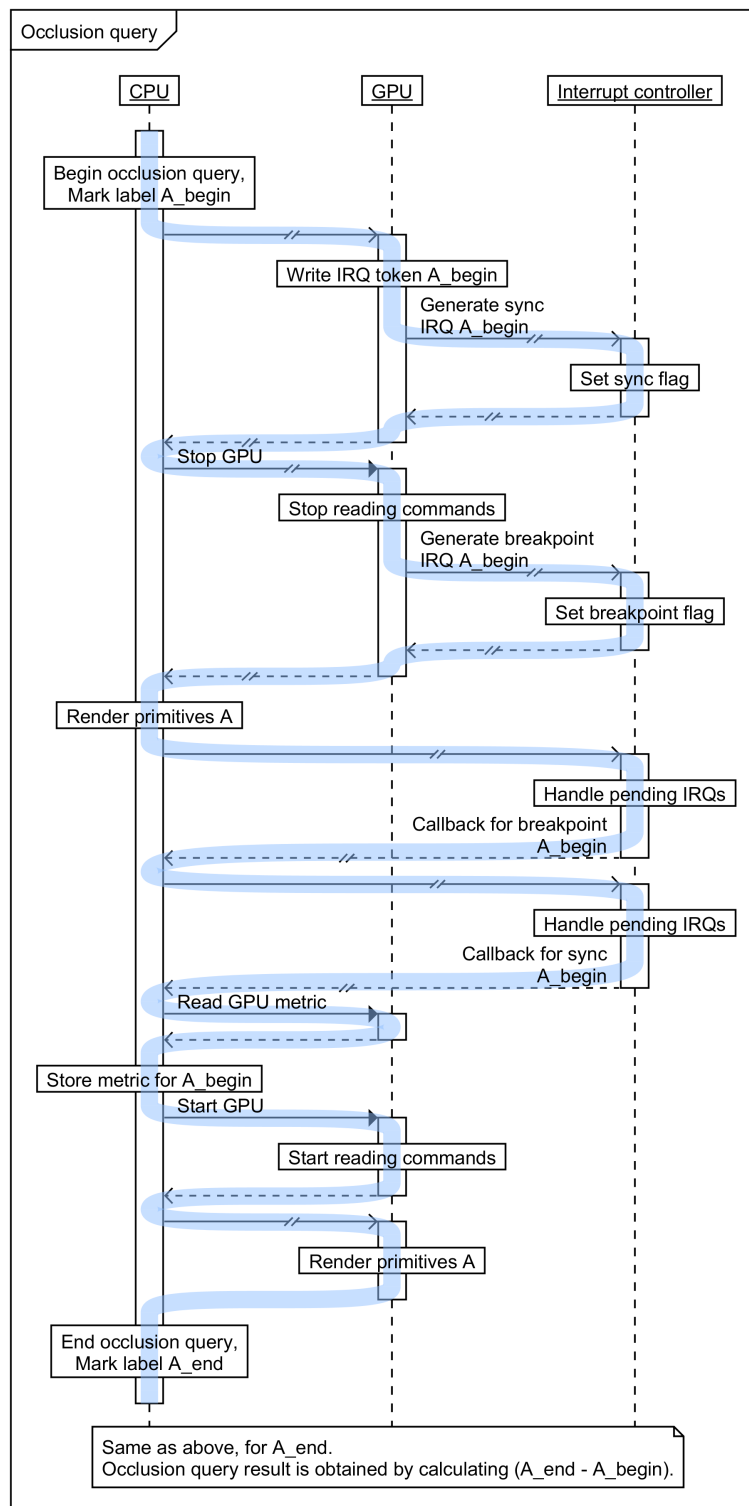 Occlusion query
CPU
GPU
Interrupt controller
Begin occlusion query,
Mark label A_begin
Write IRQ token A_begin
Generate sync
IRQ A_begin
Set sync flag
Stop GPU
Stop reading commands
Generate breakpoint
IRQ A_begin
Set breakpoint flag
Render primitives A
Handle pending IRQs
Callback for breakpoint
A_begin
Handle pending IRQs
Callback for sync
A_begin
Read GPU metric
Store metric for A_begin
Start GPU
Start reading commands
Render primitives A
End occlusion query,
Mark label A_end
Same as above, for A_end.
Occlusion query result is obtained by calculating (A_end - A_begin).